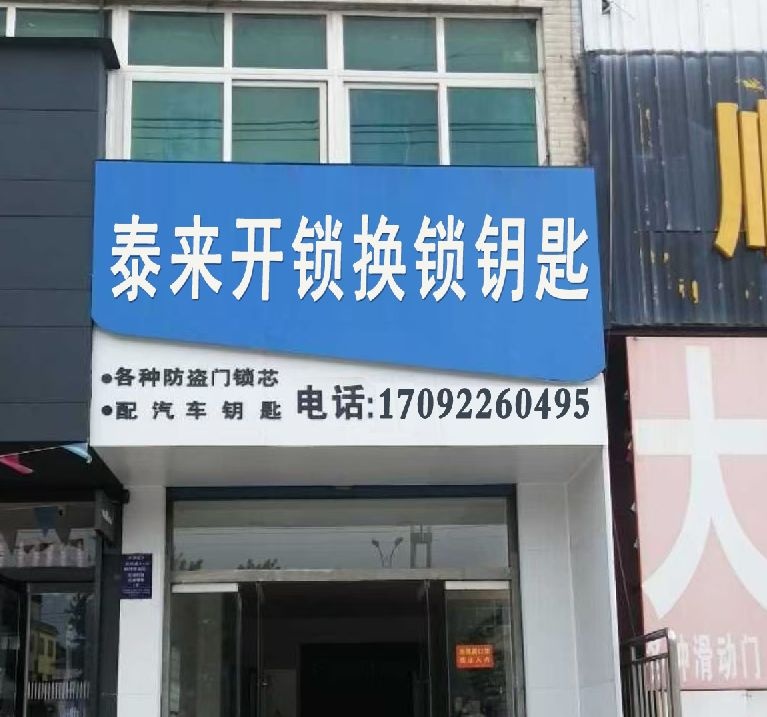 泰来开锁换锁钥匙
•各种防盗门锁芯
•配汽车钥匙
电话:17092260495
大
滑动门